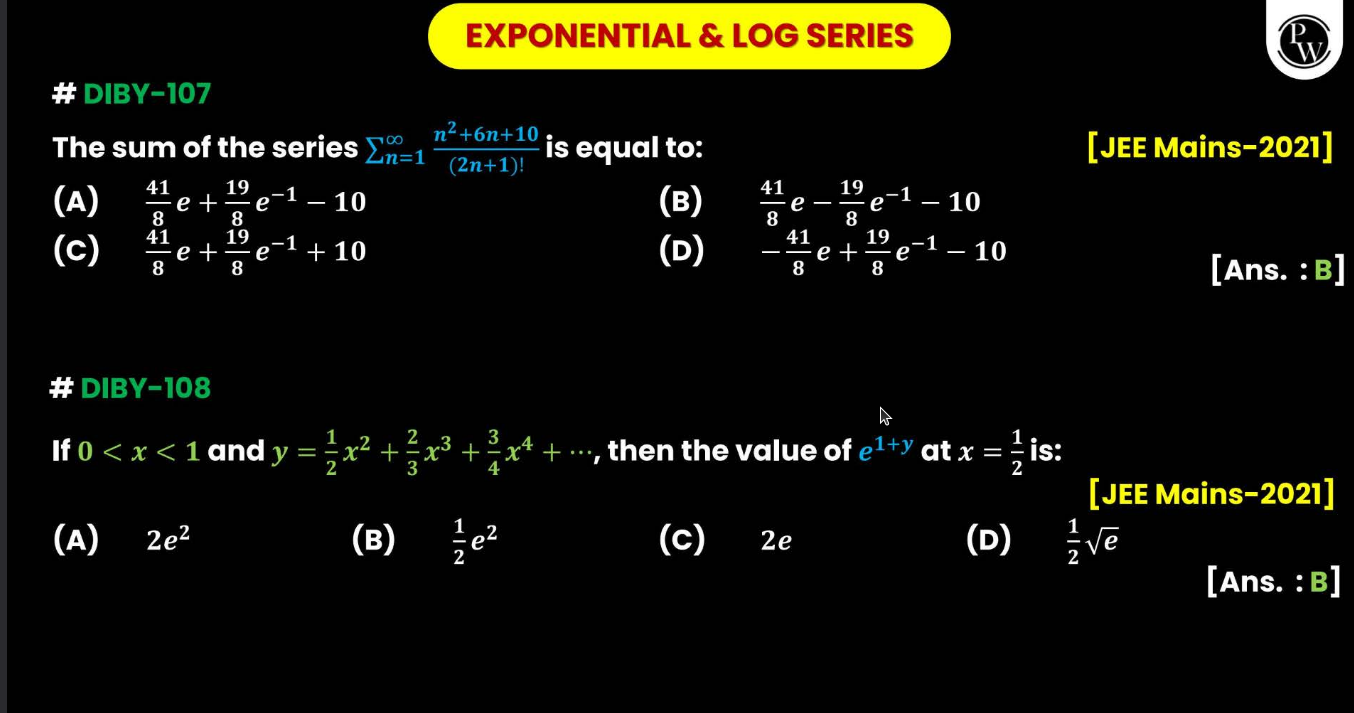 EXPONENTIAL & LOG SERIES
PW
# DIBY-107
The sum of the series $\sum_{n=1}^{\infty} \frac{n^2+6n+10}{(2n+1)!}$ is equal to:
[JEE Mains-2021]
(A) $\frac{41}{8}e + \frac{19}{8}e^{-1} - 10$ (B) $\frac{41}{8}e - \frac{19}{8}e^{-1} - 10$
(C) $\frac{41}{8}e + \frac{19}{8}e^{-1} + 10$ (D) $-\frac{41}{8}e + \frac{19}{8}e^{-1} - 10$
[Ans. : B]
# DIBY-108
If $0 < x < 1$ and $y = \frac{1}{2}x^2 + \frac{2}{3}x^3 + \frac{3}{4}x^4 + \cdots$, then the value of $e^{1+y}$ at $x = \frac{1}{2}$ is:
[JEE Mains-2021]
(A) $2e^2$ (B) $\frac{1}{2}e^2$ (C) $2e$ (D) $\frac{1}{2}\sqrt{e}$
[Ans. : B]